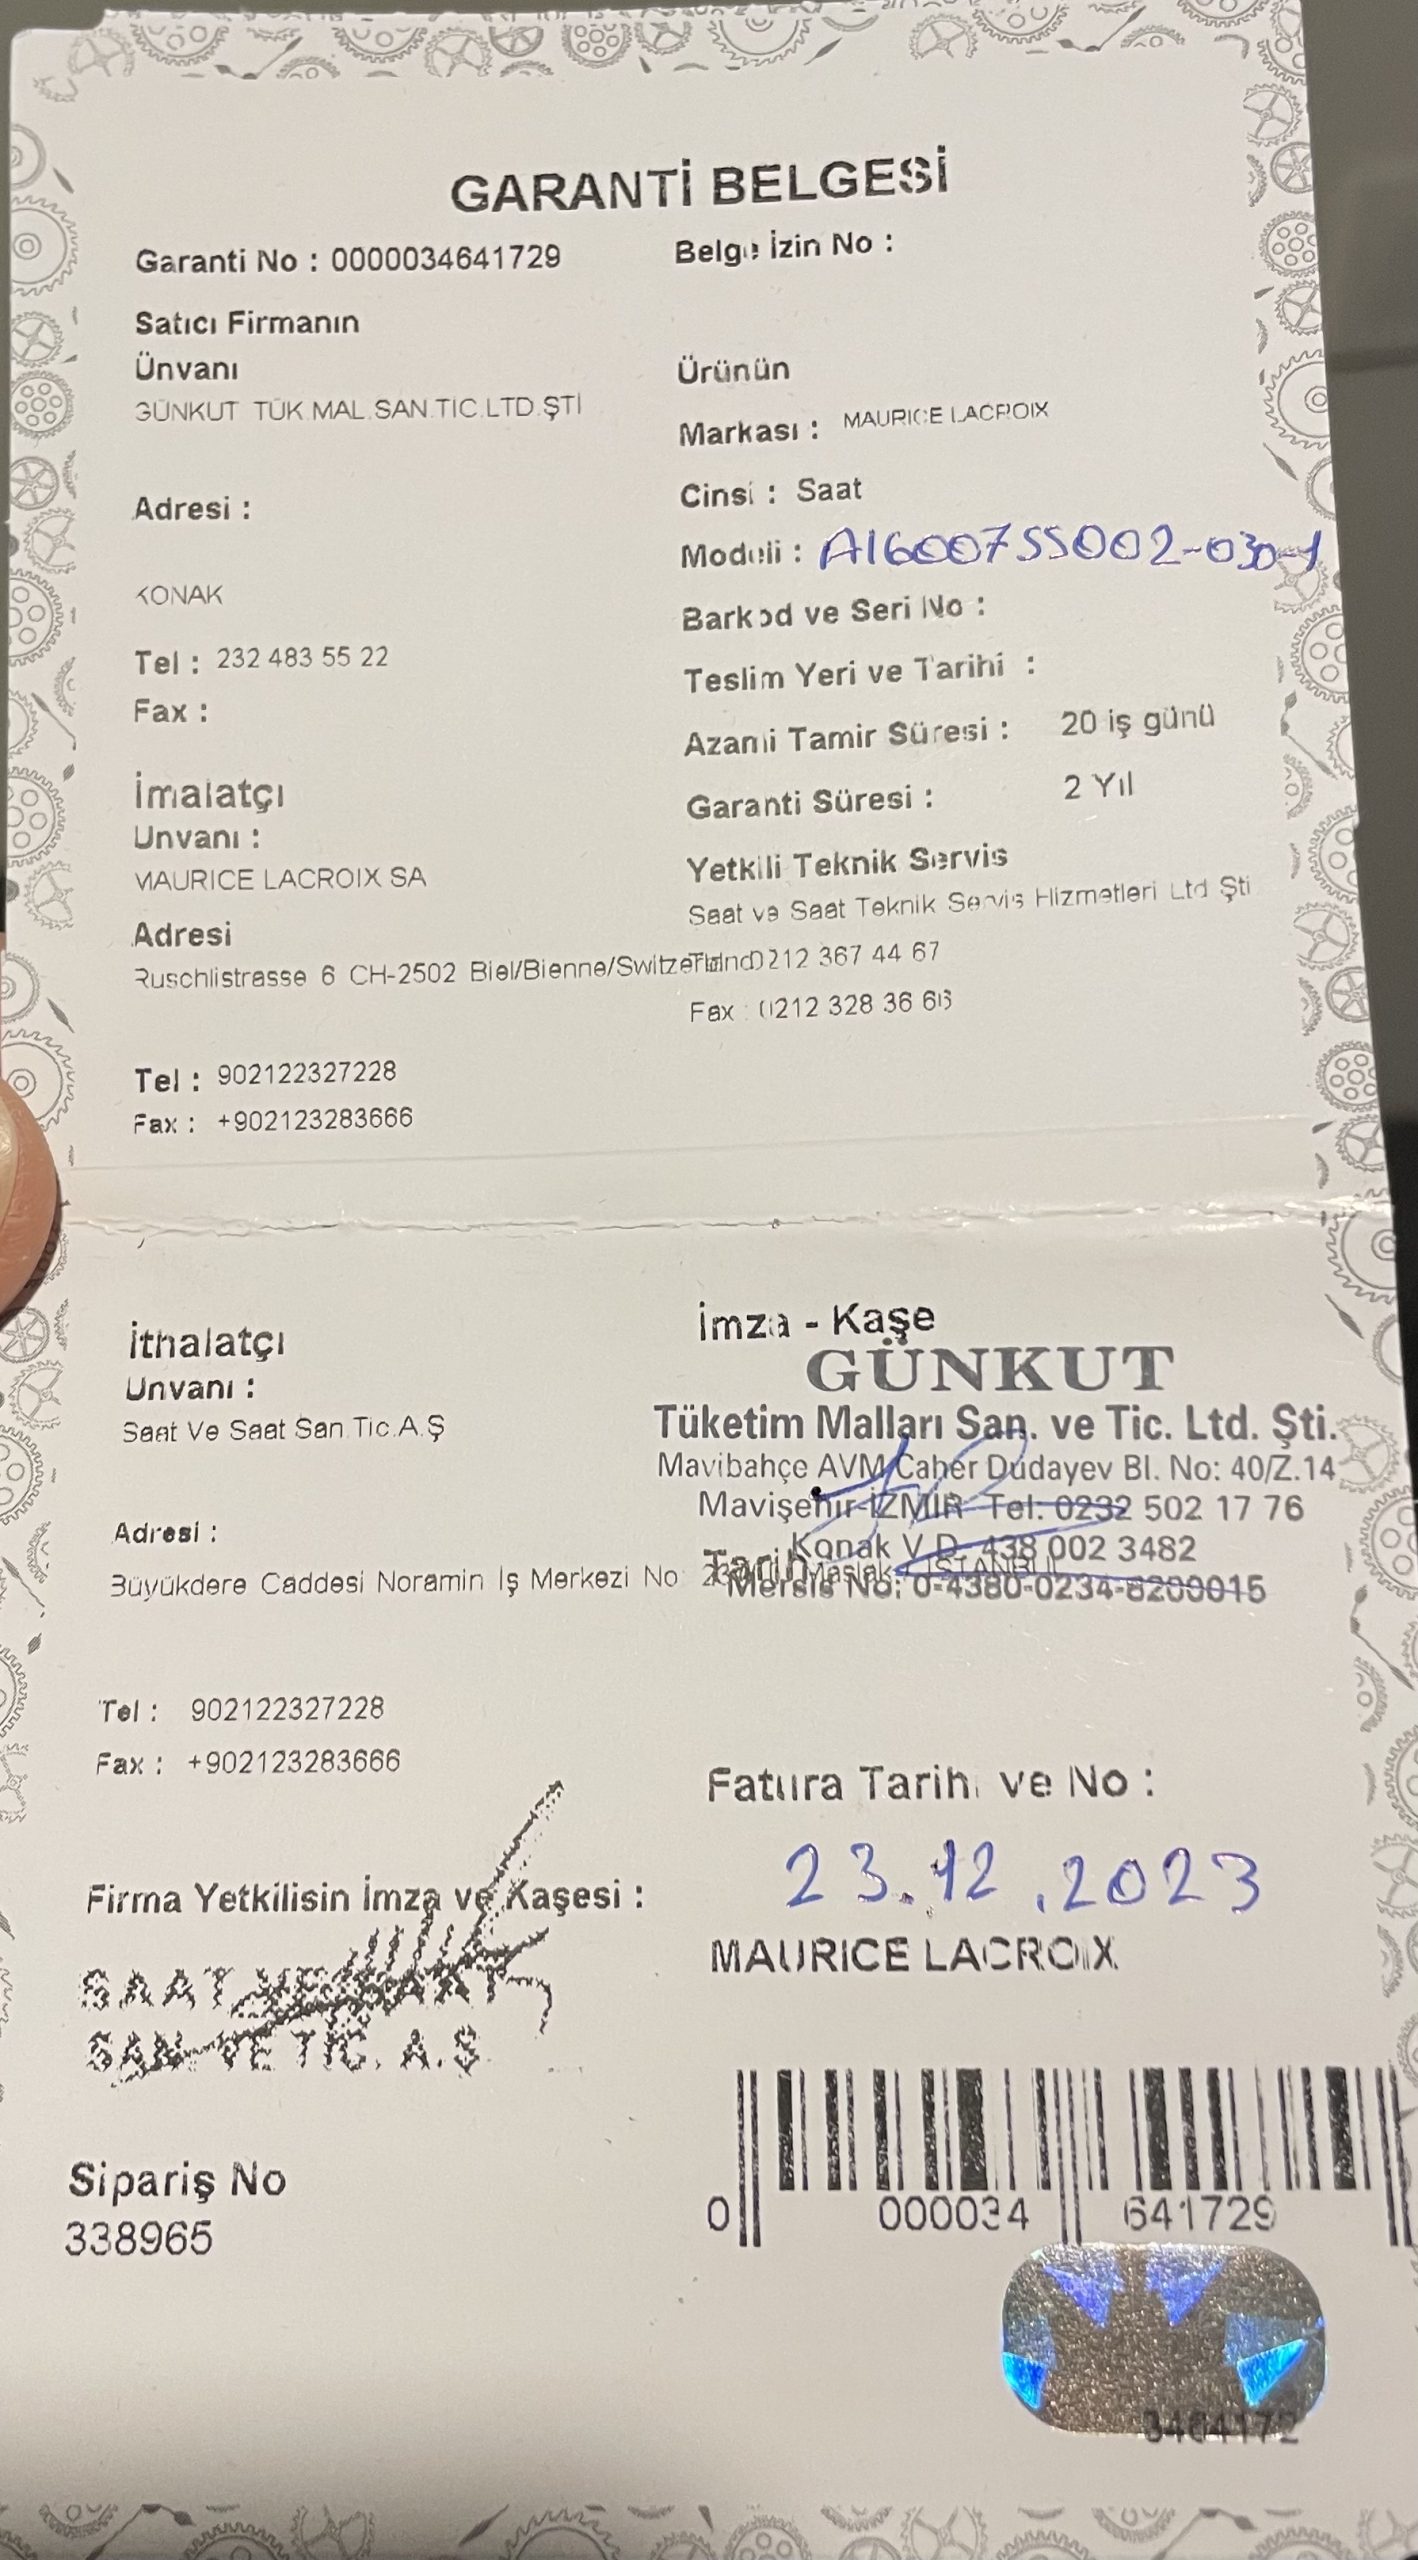 GARANTİ BELGESİ
Garanti No : 0000034641729
Belge İzin No :
Satıcı Firmanın
Ünvanı
GÜNKUT TÜK.MAL.SAN.TİC.LTD.ŞTİ
Adresi :
KONAK
Tel : 232 483 55 22
Fax :
İmalatçı
Unvanı :
MAURICE LACROIX SA
Adresi
Ruschlistrasse 6 CH-2502 Biel/Bienne/Switzerland
Tel : 902122327228
Fax : +902123283666
Ürünün
Markası : MAURICE LACROIX
Cinsi : Saat
Modeli : AI6007SS002-030-1
Barkod ve Seri No :
Teslim Yeri ve Tarihi :
Azami Tamir Süresi : 20 iş günü
Garanti Süresi : 2 Yıl
Yetkili Teknik Servis
Saat ve Saat Teknik Servis Hizmetleri Ltd Şti
0212 367 44 67
Fax : 0212 328 36 66
İthalatçı
Unvanı :
Saat Ve Saat San.Tic.A.Ş
Adresi :
Büyükdere Caddesi Noramin İş Merkezi No: Maslak İSTANBUL
Tel : 902122327228
Fax : +902123283666
Firma Yetkilisin İmza ve Kaşesi :
SAAT VE SAAT
SAN. VE TİC. A.Ş.
Sipariş No
338965
İmza - Kaşe
GÜNKUT
Tüketim Malları San. ve Tic. Ltd. Şti.
Mavibahçe AVM Caher Dudayev Bl. No: 40/Z.14
Mavişehir-İZMİR Tel: 0232 502 17 76
Konak V.D. 438 002 3482
Tarih
Mersis No: 0-4380-0234-8200015
Fatura Tarihi ve No :
23.12.2023
MAURICE LACROIX
0 000034 641729